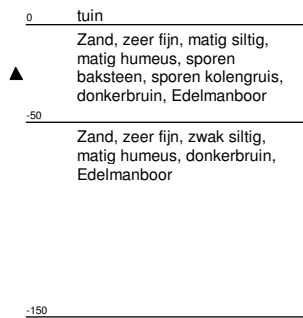 0 tuin
Zand, zeer fijn, matig siltig,
matig humeus, sporen
baksteen, sporen kolengruis,
donkerbruin, Edelmanboor
-50
Zand, zeer fijn, zwak siltig,
matig humeus, donkerbruin,
Edelmanboor
-150